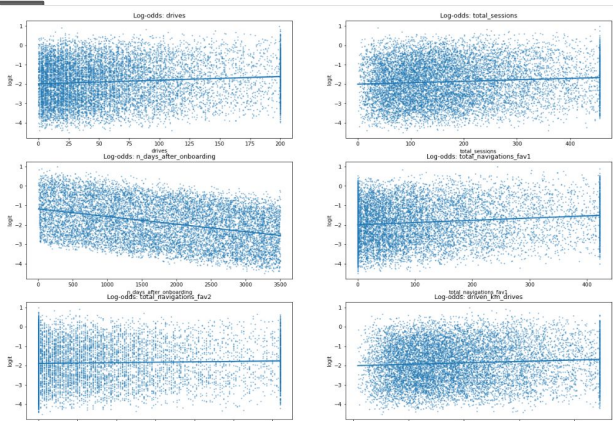 Log-odds: drives
Log-odds: total_sessions
1
0
−1
−2
−3
−4
logit
0 25 50 75 100 125 150 175 200
drives
1
0
−1
−2
−3
−4
logit
0 100 200 300 400
total_sessions
Log-odds: n_days_after_onboarding
Log-odds: total_navigations_fav1
1
0
−1
−2
−3
−4
logit
0 500 1000 1500 2000 2500 3000 3500
n_days_after_onboarding
1
0
−1
−2
−3
−4
logit
0 100 200 300 400
total_navigations_fav1
Log-odds: total_navigations_fav2
Log-odds: driven_km_drives
1
0
−1
−2
−3
−4
logit
1
0
−1
−2
−3
−4
logit